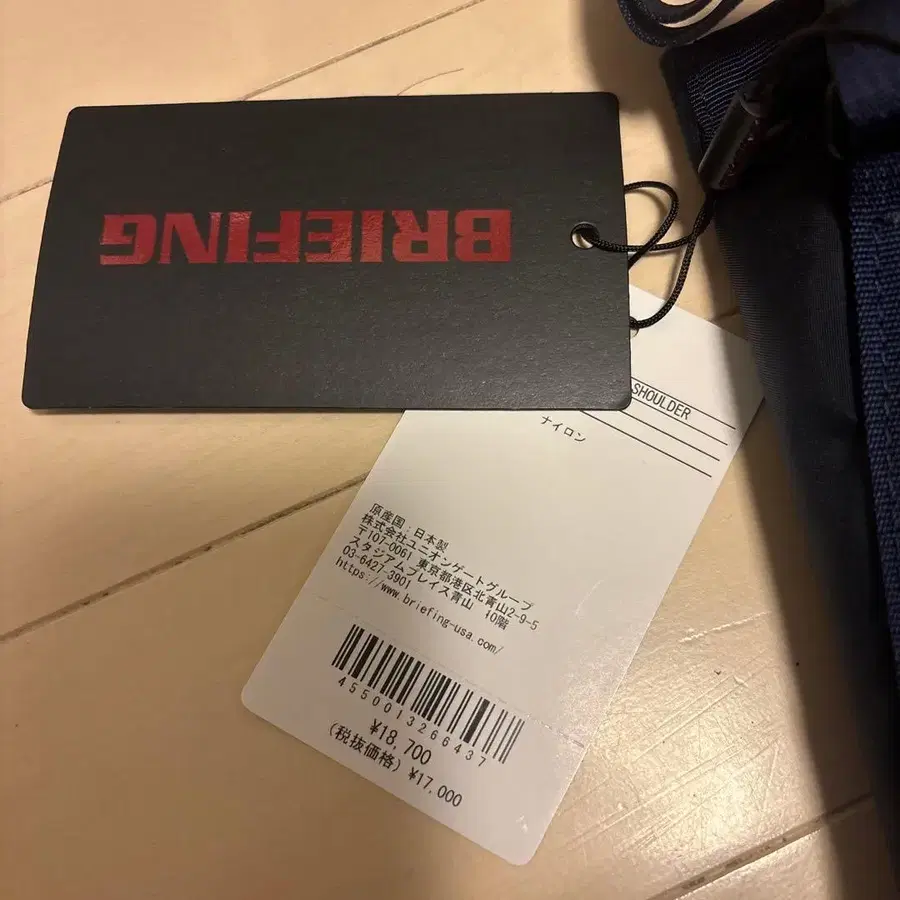 BRIEFING
SHOULDER
ナイロン
原産国：日本製
株式会社ユニオンゲートグループ
〒107-0061 東京都港区北青山2-9-5
スタジアムプレイス青山 10階
03-6427-3901
https://www.briefing-usa.com/
4550013266437
¥18,700
(税抜価格) ¥17,000